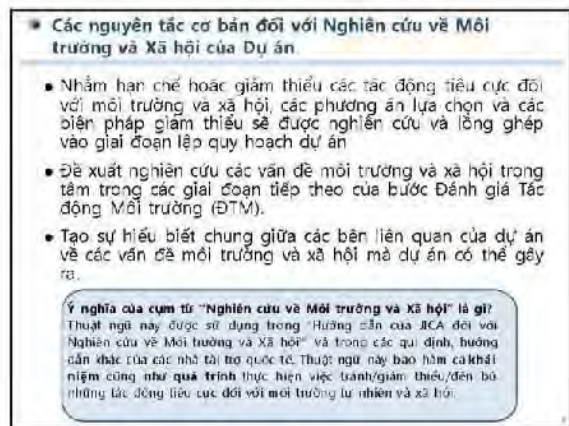 Các nguyên tắc cơ bản đối với Nghiên cứu về Môi
trường và Xã hội của Dự án
• Nhằm hạn chế hoặc giảm thiểu các tác động tiêu cực đối
với môi trường và xã hội, các phương án lựa chọn và các
biện pháp giảm thiểu sẽ được nghiên cứu và lồng ghép
vào giai đoạn lập quy hoạch dự án
• Đề xuất nghiên cứu các vấn đề môi trường và xã hội trọng
tâm trong các giai đoạn tiếp theo của bước Đánh giá Tác
động Môi trường (ĐTM).
• Tạo sự hiểu biết chung giữa các bên liên quan của dự án
về các vấn đề môi trường và xã hội mà dự án có thể gây
ra.
Ý nghĩa của cụm từ "Nghiên cứu về Môi trường và Xã hội" là gì?
Thuật ngữ này được sử dụng trong "Hướng dẫn của JICA đối với
Nghiên cứu về Môi trường và Xã hội" và trong các qui định, hướng
dẫn khác của các nhà tài trợ quốc tế. Thuật ngữ này bao hàm cả khái
niệm cũng như quá trình thực hiện việc tránh/giảm thiểu/đền bù
những tác động tiêu cực đối với môi trường tự nhiên và xã hội.